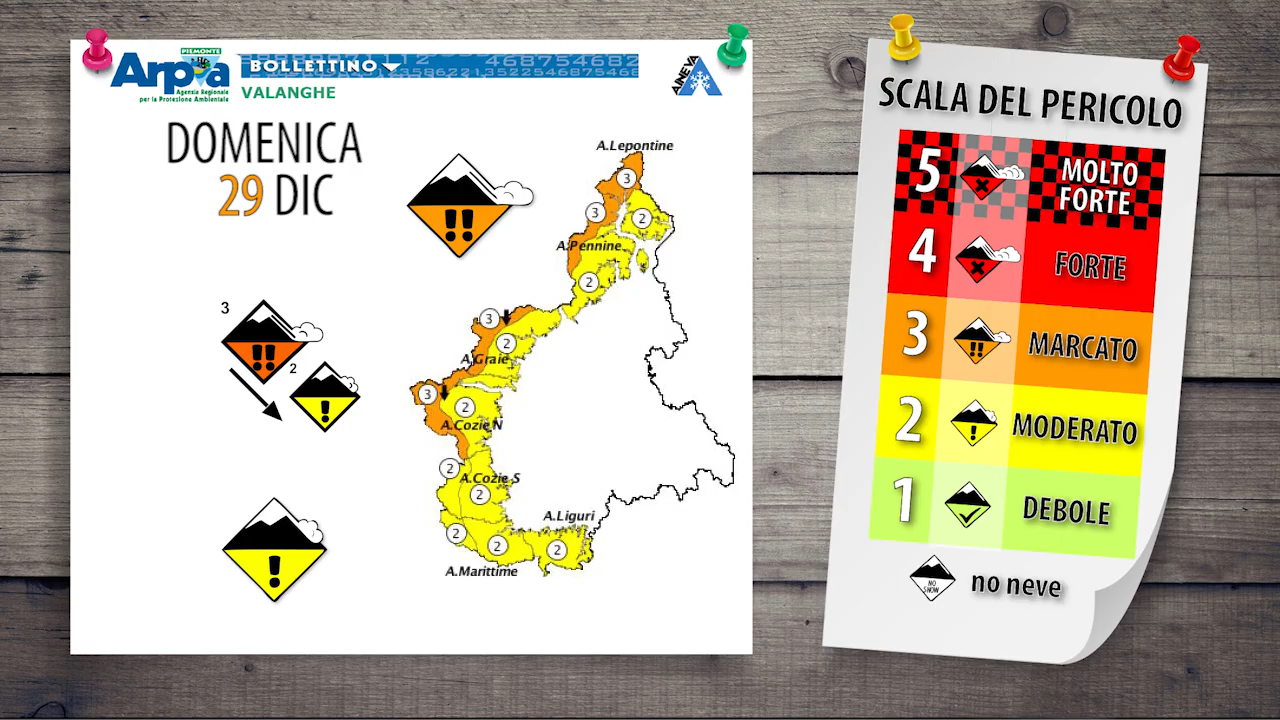 PIEMONTE
Arpa
Agenzia Regionale
per la Protezione Ambientale
BOLLETTINO
VALANGHE
AINEVA
DOMENICA
29 DIC
3
2
A.Lepontine
3
3
2
A.Pennine
2
3
2
A.Graie
3
2
A.Cozie N
2
A.Cozie S
2
A.Liguri
2
2
2
A.Marittime
SCALA DEL PERICOLO
5 MOLTO
FORTE
4 FORTE
3 MARCATO
2 MODERATO
1 DEBOLE
NO
SNOW
no neve